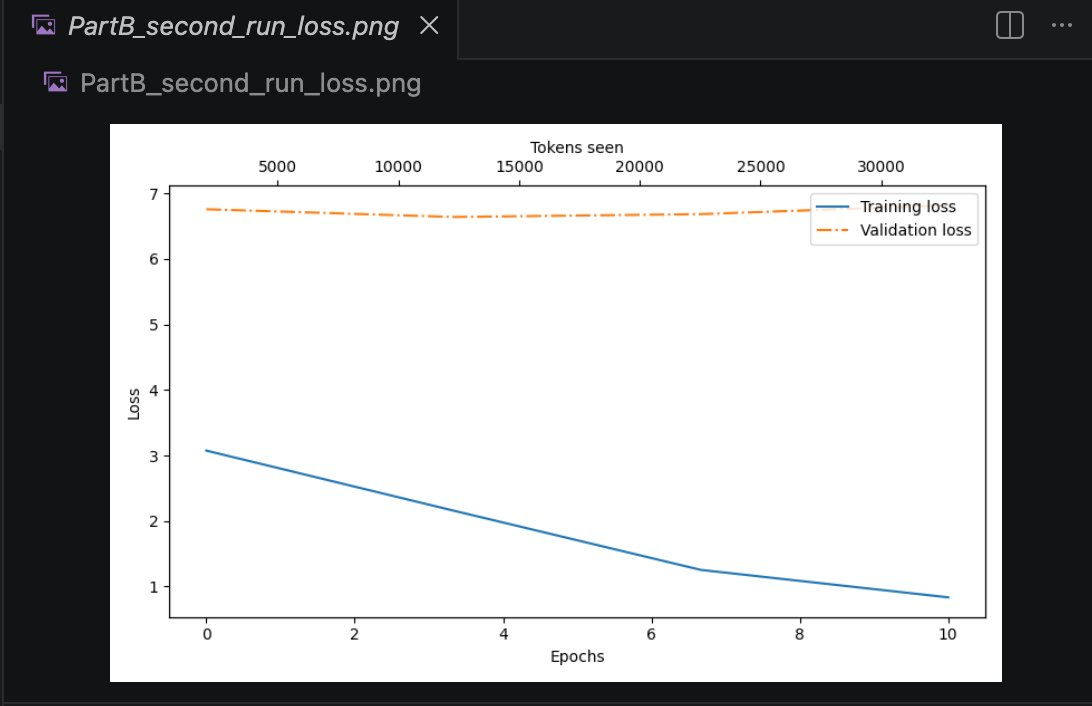 PartB_second_run_loss.png
PartB_second_run_loss.png
Tokens seen
5000 10000 15000 20000 25000 30000
7
Training loss
Validation loss
6
5
4
Loss
3
2
1
0 2 4 6 8 10
Epochs